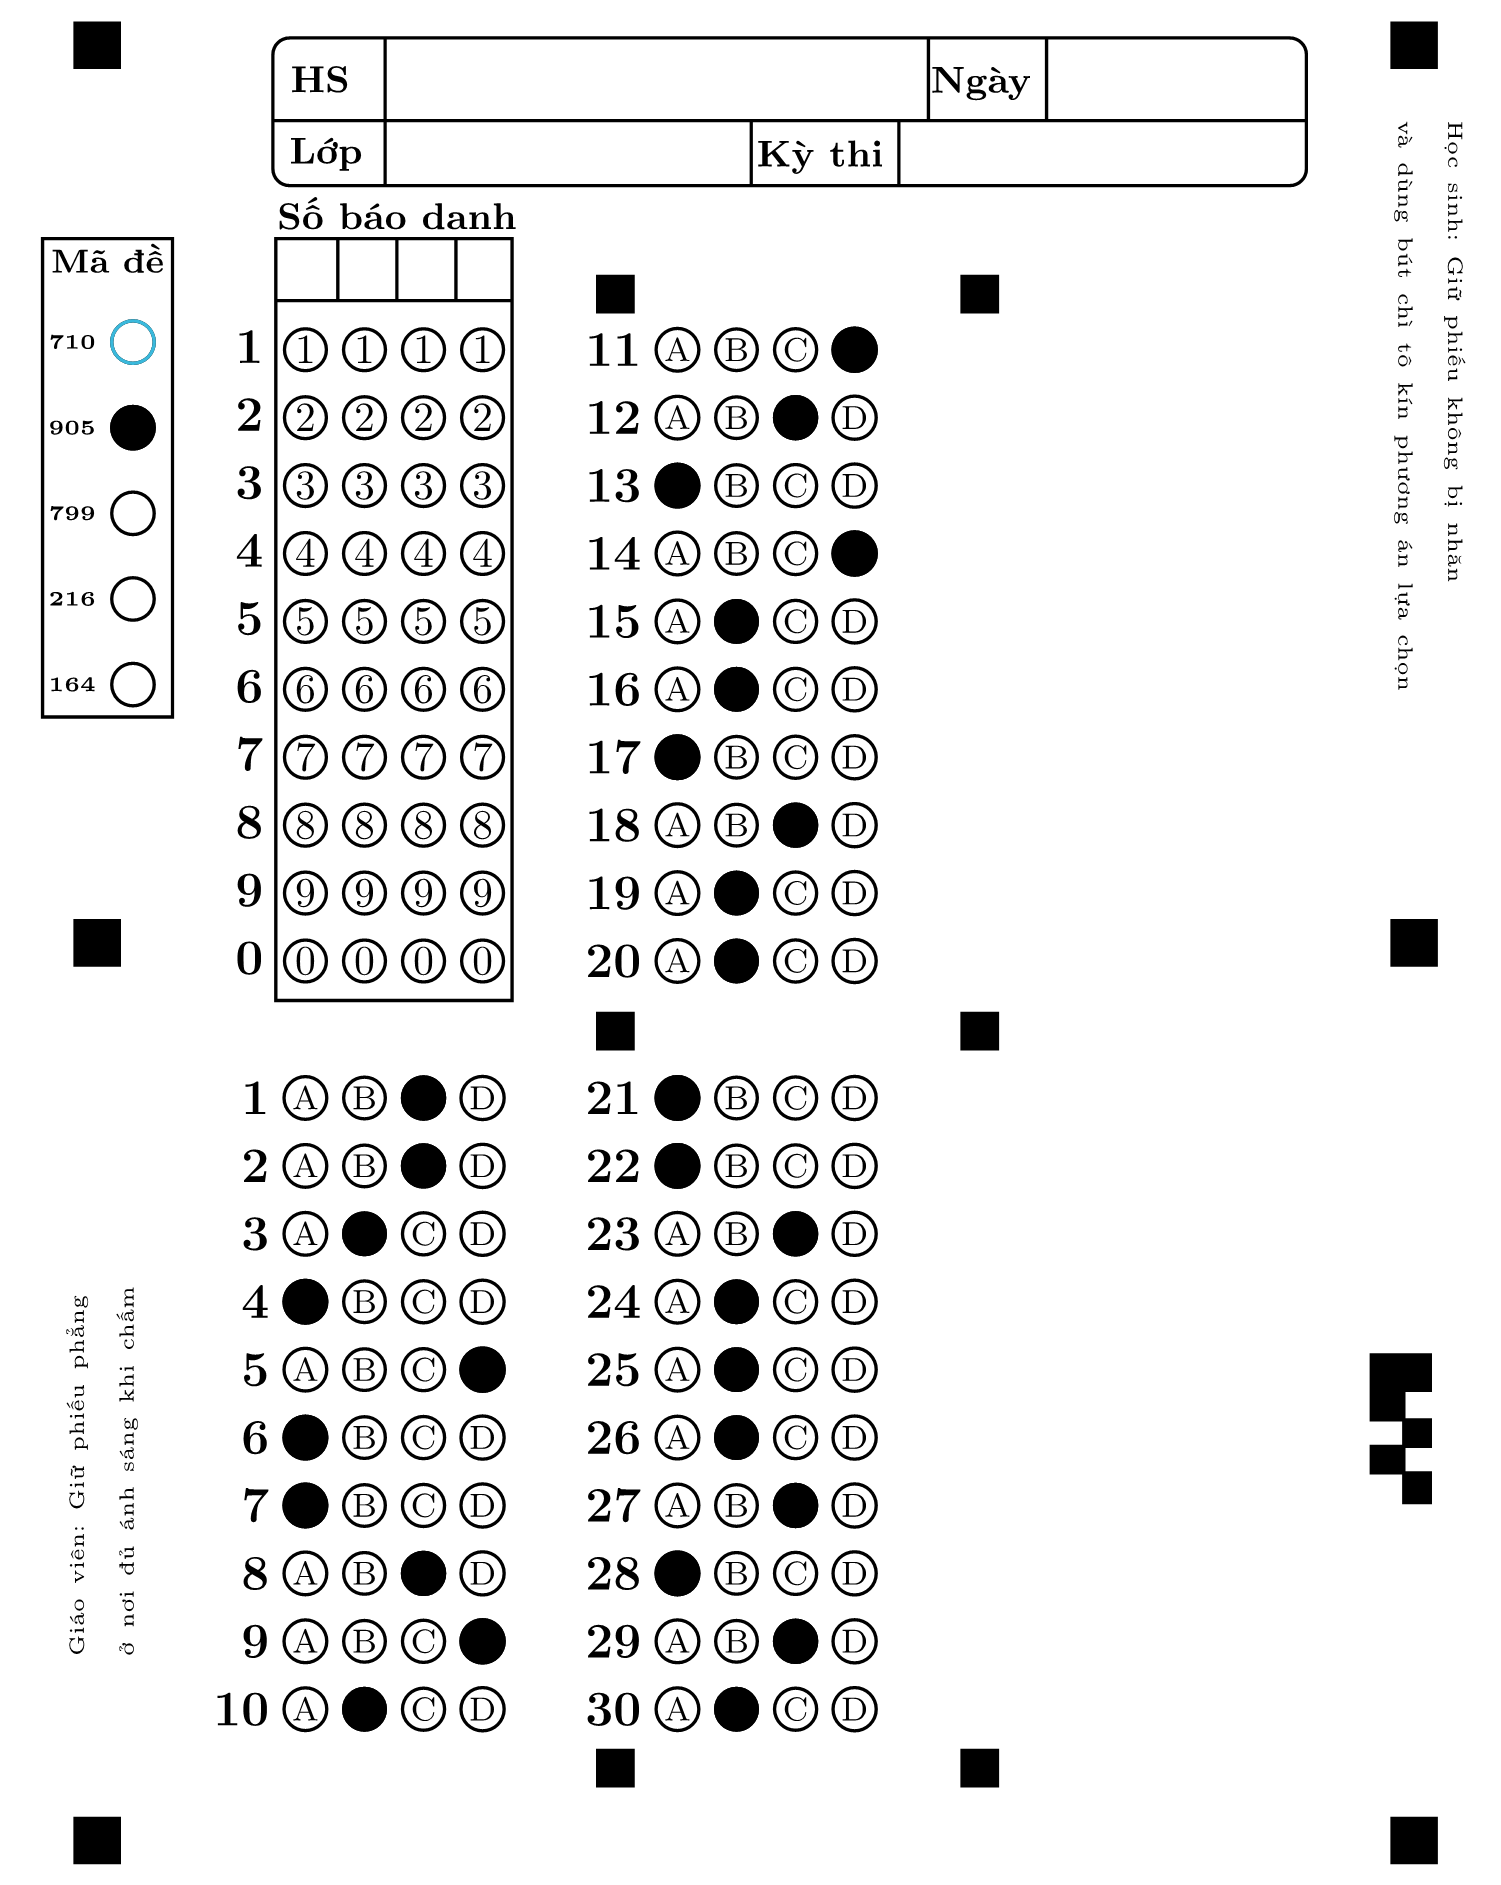 HS
Ngày
Lớp
Kỳ thi
Số báo danh
Mã đề
710
905
799
216
164
1 1 1 1 1
2 2 2 2 2
3 3 3 3 3
4 4 4 4 4
5 5 5 5 5
6 6 6 6 6
7 7 7 7 7
8 8 8 8 8
9 9 9 9 9
0 0 0 0 0
11 A B C
12 A B D
13 B C D
14 A B C
15 A C D
16 A C D
17 B C D
18 A B D
19 A C D
20 A C D
1 A B D
2 A B D
3 A C D
4 B C D
5 A B C
6 B C D
7 B C D
8 A B D
9 A B C
10 A C D
21 B C D
22 B C D
23 A B D
24 A C D
25 A C D
26 A C D
27 A B D
28 B C D
29 A B D
30 A C D
Học sinh: Giữ phiếu không bị nhăn
và dùng bút chì tô kín phương án lựa chọn
Giáo viên: Giữ phiếu phẳng
ở nơi đủ ánh sáng khi chấm